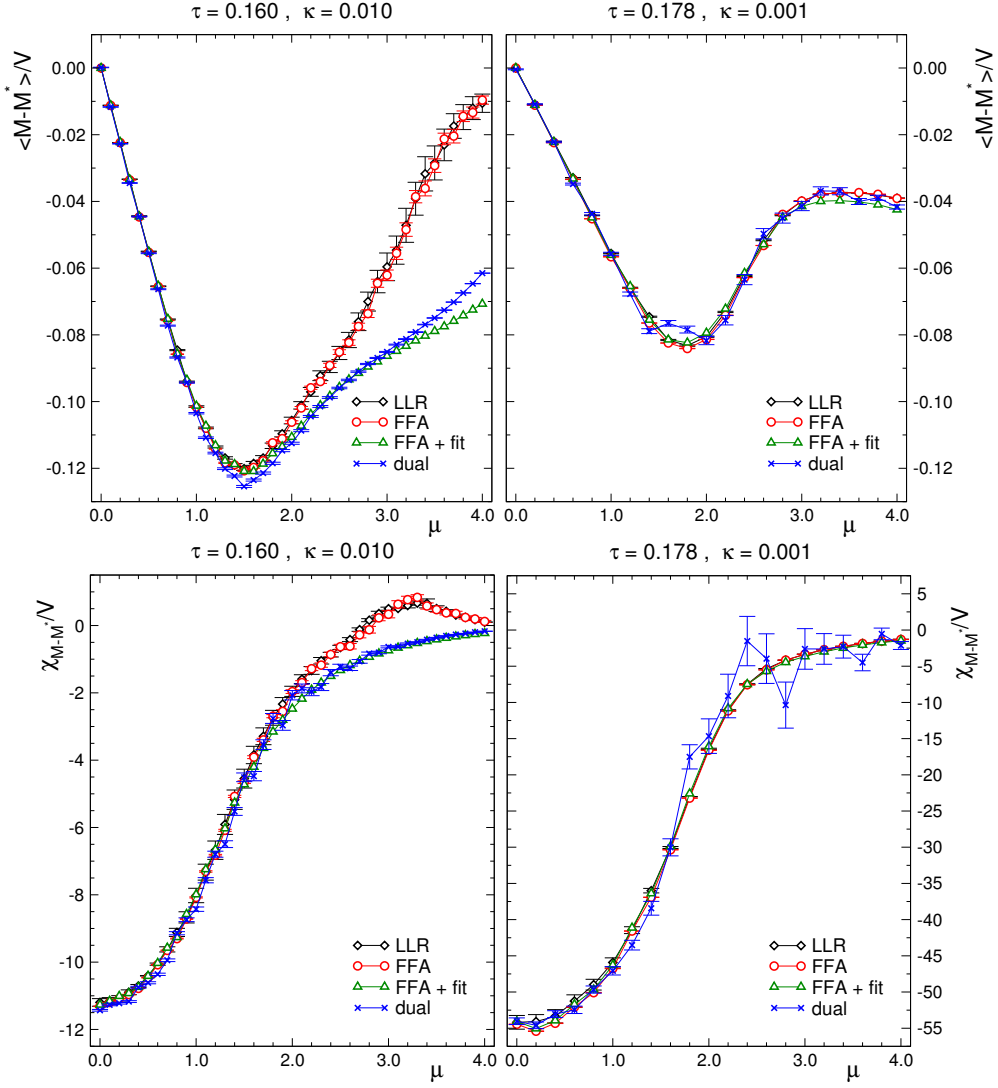 τ = 0.160 , κ = 0.010
τ = 0.178 , κ = 0.001
<M-M*>/V
0.00
-0.02
-0.04
-0.06
-0.08
-0.10
-0.12
LLR
FFA
FFA + fit
dual
0.0 1.0 2.0 3.0 4.0
μ
0.00
-0.02
-0.04
-0.06
-0.08
-0.10
-0.12
<M-M*>/V
LLR
FFA
FFA + fit
dual
0.0 1.0 2.0 3.0 4.0
μ
τ = 0.160 , κ = 0.010
τ = 0.178 , κ = 0.001
χM-M*/V
0
-2
-4
-6
-8
-10
-12
LLR
FFA
FFA + fit
dual
0.0 1.0 2.0 3.0 4.0
μ
5
0
-5
-10
-15
-20
-25
-30
-35
-40
-45
-50
-55
χM-M*/V
LLR
FFA
FFA + fit
dual
0.0 1.0 2.0 3.0 4.0
μ